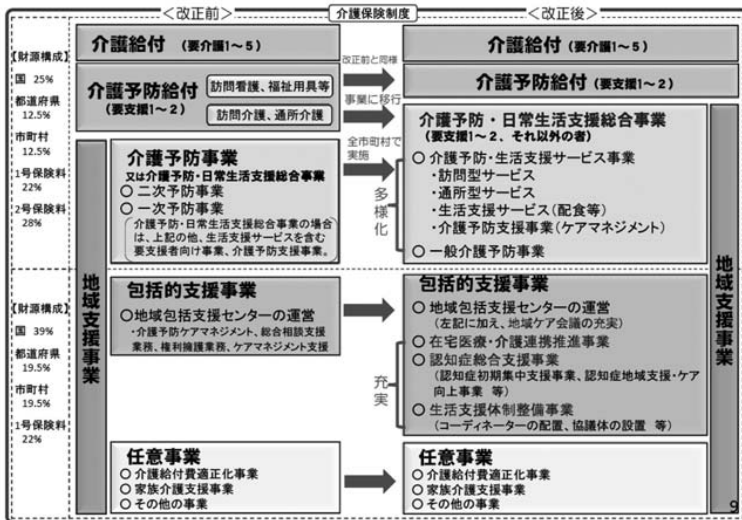 ＜改正前＞
介護保険制度
＜改正後＞
【財源構成】
国 25%
都道府県
12.5%
市町村
12.5%
1号保険料
22%
2号保険料
28%
介護給付 （要介護1～5）
介護予防給付
（要支援1～2）
訪問看護、福祉用具等
訪問介護、通所介護
改正前と同様
事業に移行
全市町村で
実施
介護給付 （要介護1～5）
介護予防給付 （要支援1～2）
地域支援事業
介護予防事業
又は介護予防・日常生活支援総合事業
○ 二次予防事業
○ 一次予防事業
介護予防・日常生活支援総合事業の場合
は、上記の他、生活支援サービスを含む
要支援者向け事業、介護予防支援事業。
多様化
介護予防・日常生活支援総合事業
（要支援1～2、それ以外の者）
○ 介護予防・生活支援サービス事業
・訪問型サービス
・通所型サービス
・生活支援サービス（配食等）
・介護予防支援事業（ケアマネジメント）
○ 一般介護予防事業
地域支援事業
【財源構成】
国 39%
都道府県
19.5%
市町村
19.5%
1号保険料
22%
包括的支援事業
○地域包括支援センターの運営
・介護予防ケアマネジメント、総合相談支援
業務、権利擁護業務、ケアマネジメント支援
充実
包括的支援事業
○ 地域包括支援センターの運営
（左記に加え、地域ケア会議の充実）
○ 在宅医療・介護連携推進事業
○ 認知症総合支援事業
（認知症初期集中支援事業、認知症地域支援・ケア
向上事業 等）
○ 生活支援体制整備事業
（コーディネーターの配置、協議体の設置 等）
任意事業
○ 介護給付費適正化事業
○ 家族介護支援事業
○ その他の事業
任意事業
○ 介護給付費適正化事業
○ 家族介護支援事業
○ その他の事業
9